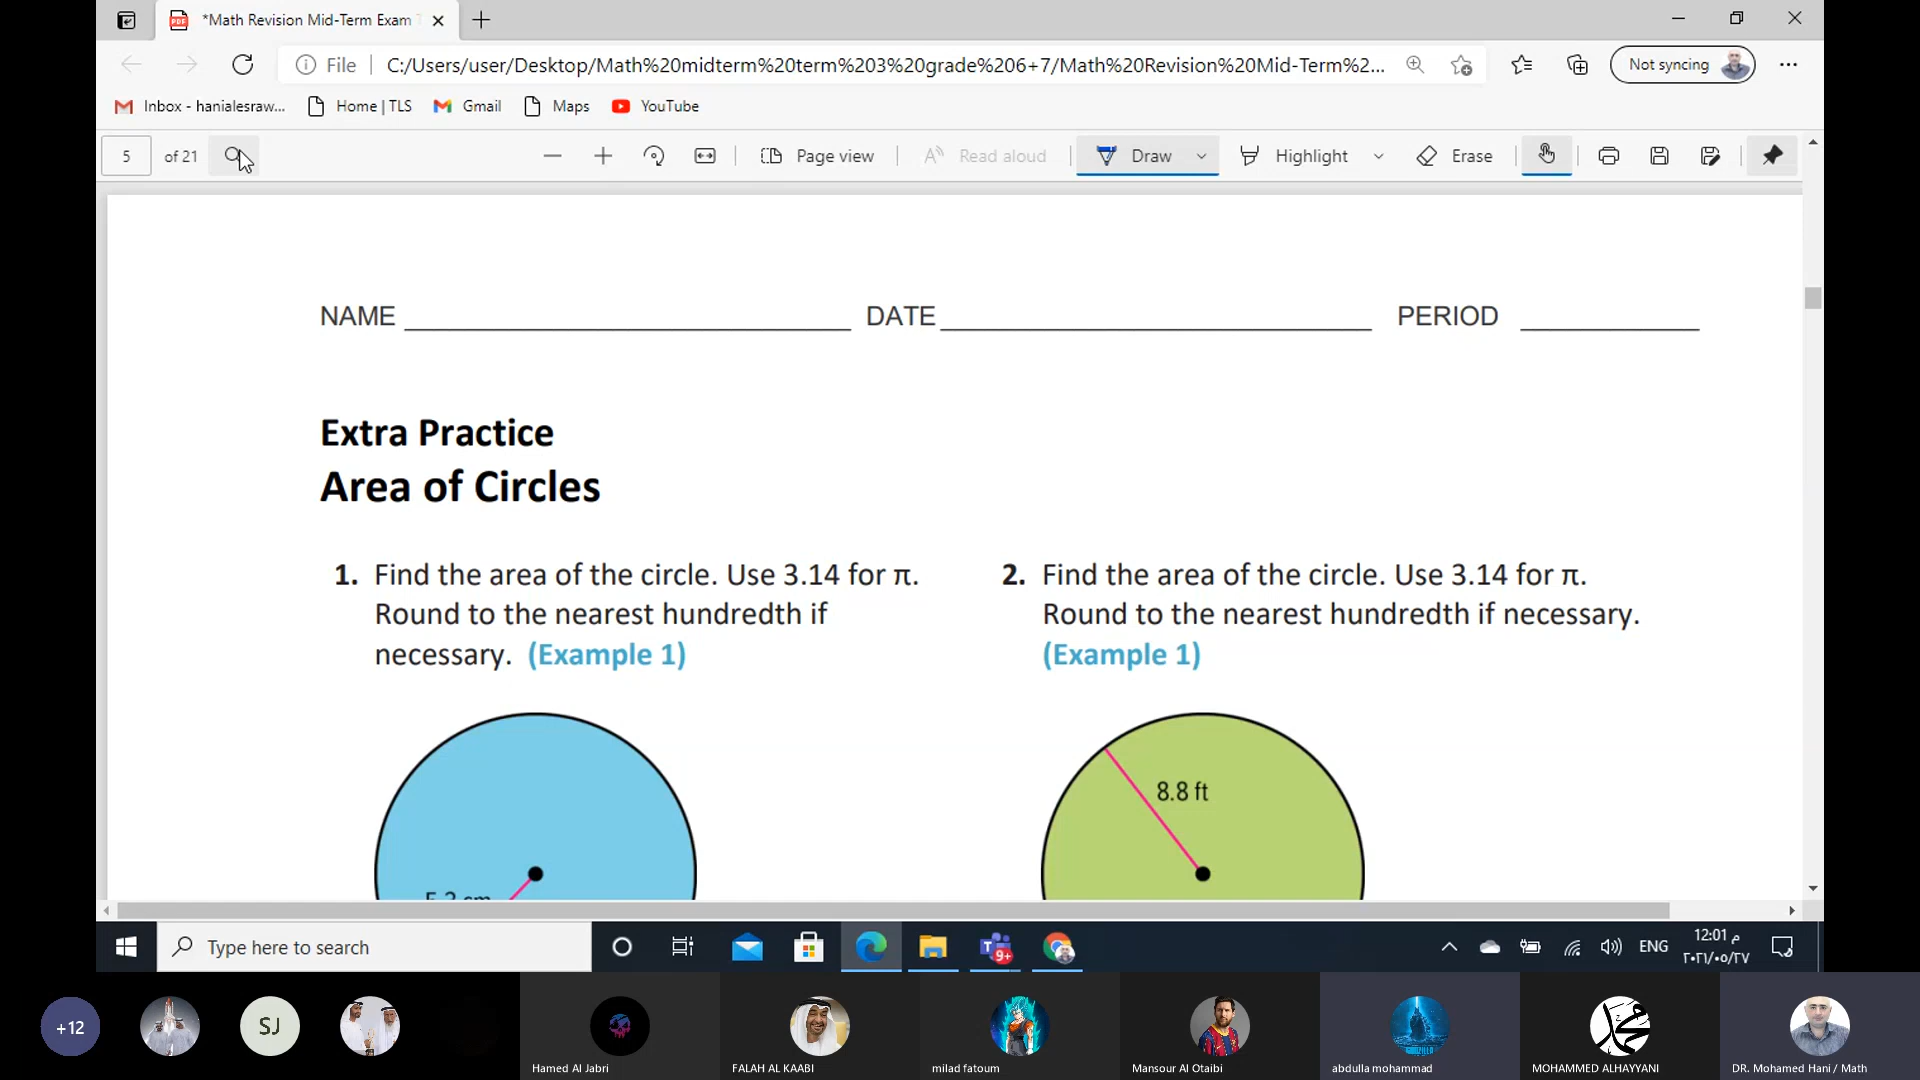 *Math Revision Mid-Term Exam T
File
C:/Users/user/Desktop/Math%20midterm%20term%203%20grade%206+7/Math%20Revision%20Mid-Term%2...
Not syncing
Inbox - hanialesraw...
Home | TLS
Gmail
Maps
YouTube
5 of 21
Page view
Read aloud
Draw
Highlight
Erase
NAME
DATE
PERIOD
Extra Practice
Area of Circles
1. Find the area of the circle. Use 3.14 for π.
Round to the nearest hundredth if
necessary. (Example 1)
2. Find the area of the circle. Use 3.14 for π.
Round to the nearest hundredth if necessary.
(Example 1)
8.8 ft
Type here to search
9+
ENG
12:01 م
٢٠٢١/٠٥/٢٧
+12
SJ
Hamed Al Jabri
FALAH AL KAABI
milad fatoum
Mansour Al Otaibi
abdulla mohammad
MOHAMMED ALHAYYANI
DR. Mohamed Hani / Math